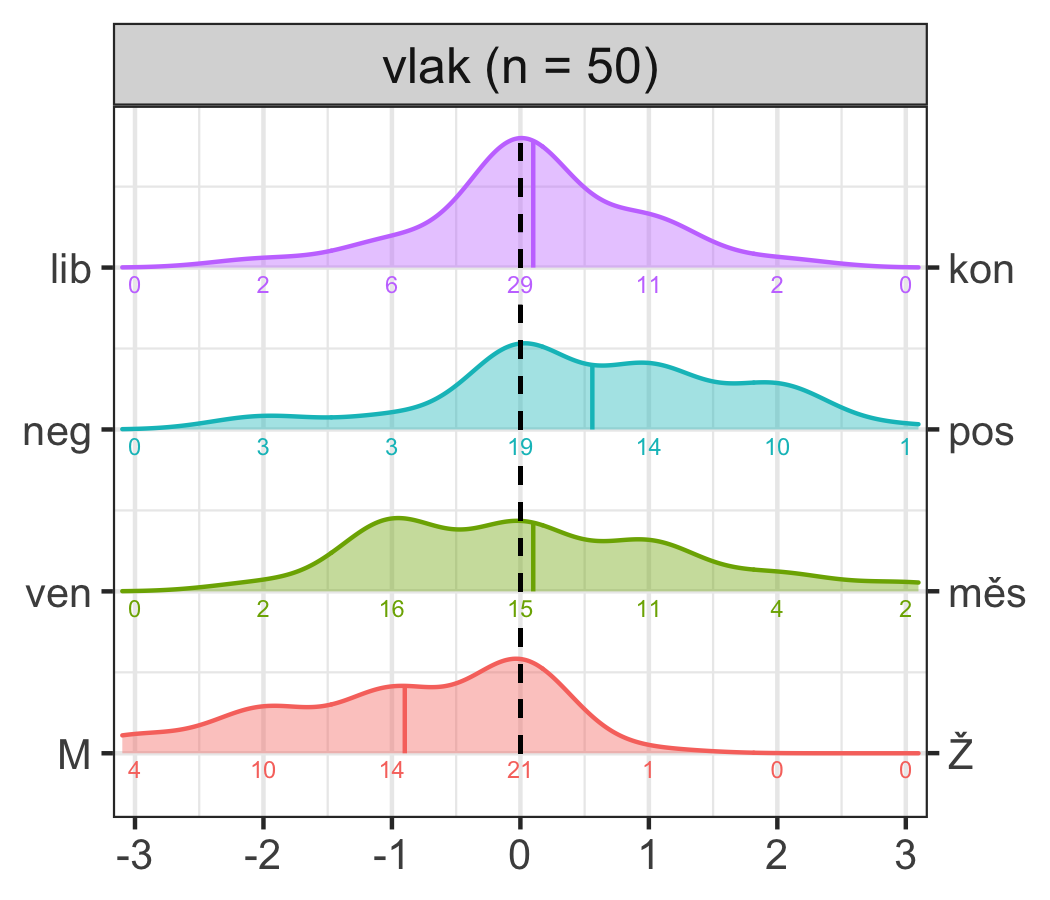 vlak (n = 50)
lib kon
0 2 6 29 11 2 0
neg pos
0 3 3 19 14 10 1
ven měs
0 2 16 15 11 4 2
M Ž
4 10 14 21 1 0 0
-3 -2 -1 0 1 2 3